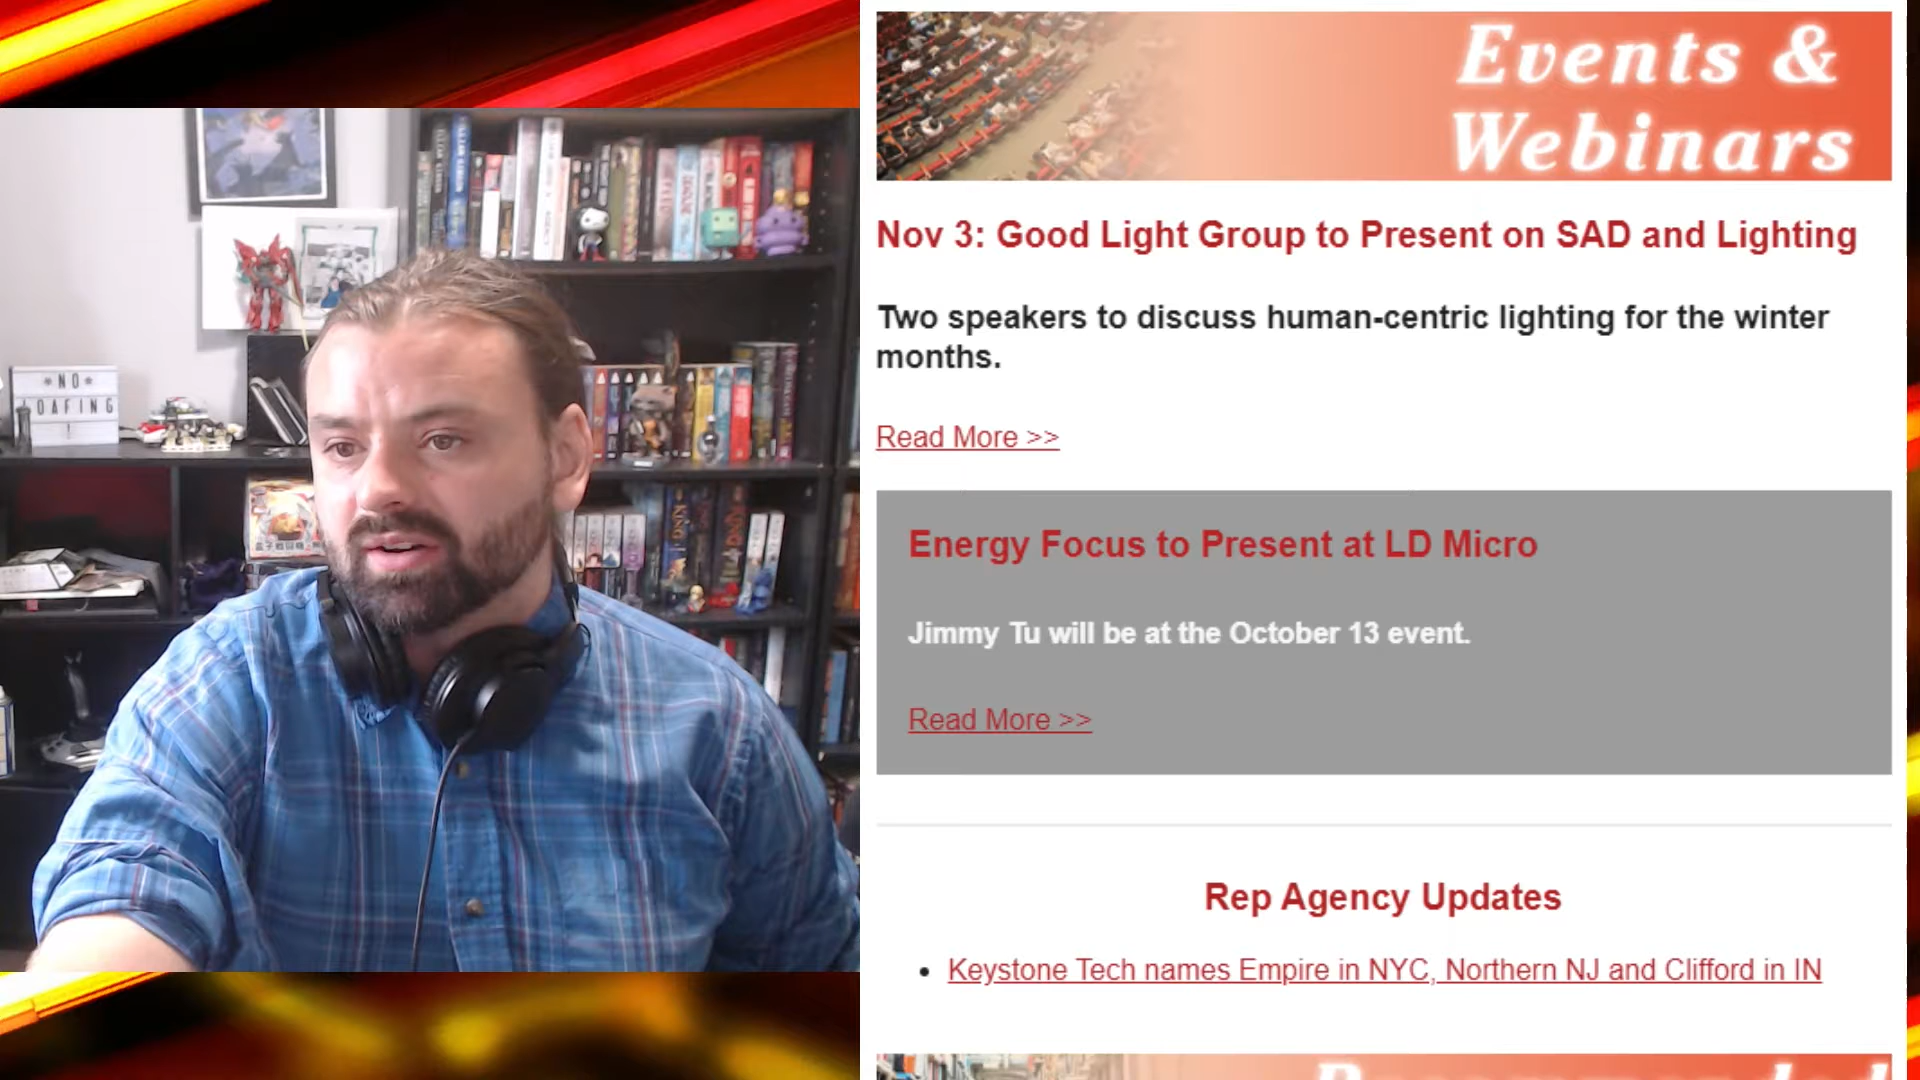 *NO*
OAFING
!
KING
Events &
Webinars
Nov 3: Good Light Group to Present on SAD and Lighting
Two speakers to discuss human-centric lighting for the winter
months.
Read More >>
Energy Focus to Present at LD Micro
Jimmy Tu will be at the October 13 event.
Read More >>
Rep Agency Updates
• Keystone Tech names Empire in NYC, Northern NJ and Clifford in IN